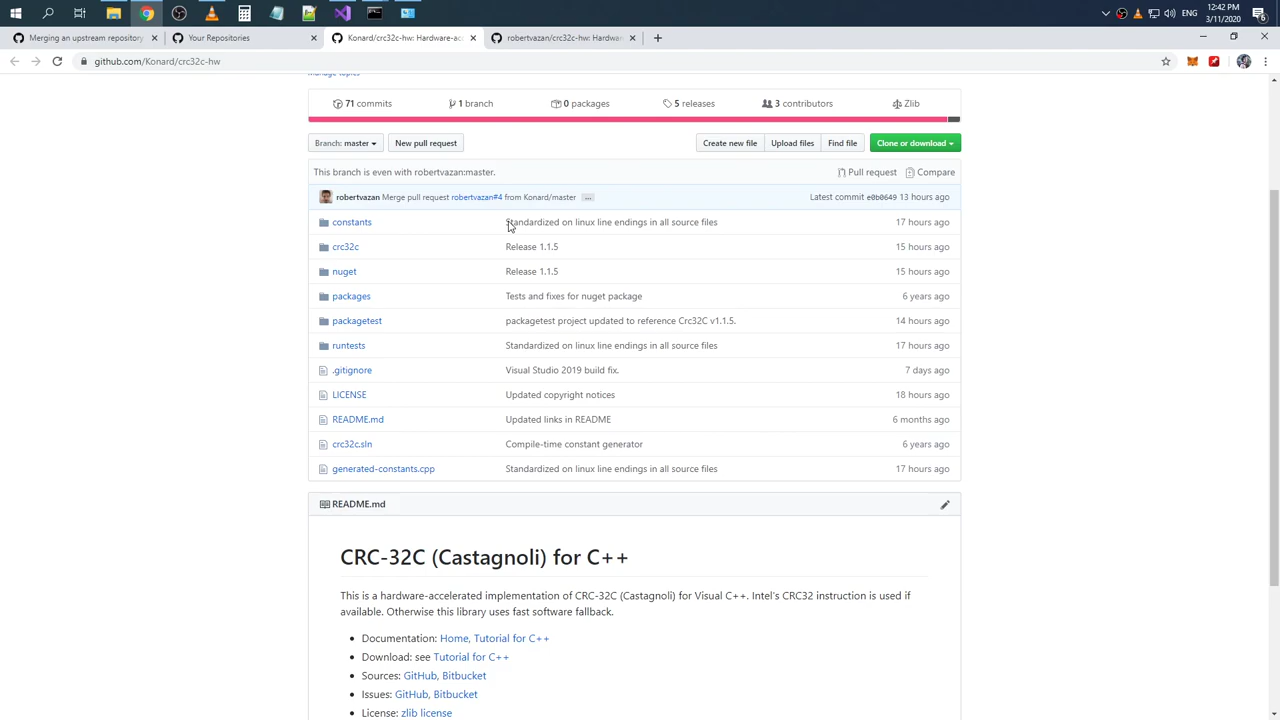 12:42 PM
ENG
3/11/2020
Merging an upstream repository
Your Repositories
Konard/crc32c-hw: Hardware-ac
robertvazan/crc32c-hw: Hardwar
github.com/Konard/crc32c-hw
Manage topics
71 commits
1 branch
0 packages
5 releases
3 contributors
Zlib
Branch: master
New pull request
Create new file
Upload files
Find file
Clone or download
This branch is even with robertvazan:master.
Pull request
Compare
robertvazan Merge pull request robertvazan#4 from Konard/master ...
Latest commit e0b0649 13 hours ago
constants Standardized on linux line endings in all source files 17 hours ago
crc32c Release 1.1.5 15 hours ago
nuget Release 1.1.5 15 hours ago
packages Tests and fixes for nuget package 6 years ago
packagetest packagetest project updated to reference Crc32C v1.1.5. 14 hours ago
runtests Standardized on linux line endings in all source files 17 hours ago
.gitignore Visual Studio 2019 build fix. 7 days ago
LICENSE Updated copyright notices 18 hours ago
README.md Updated links in README 6 months ago
crc32c.sln Compile-time constant generator 6 years ago
generated-constants.cpp Standardized on linux line endings in all source files 17 hours ago
README.md
CRC-32C (Castagnoli) for C++
This is a hardware-accelerated implementation of CRC-32C (Castagnoli) for Visual C++. Intel's CRC32 instruction is used if
available. Otherwise this library uses fast software fallback.
• Documentation: Home, Tutorial for C++
• Download: see Tutorial for C++
• Sources: GitHub, Bitbucket
• Issues: GitHub, Bitbucket
• License: zlib license